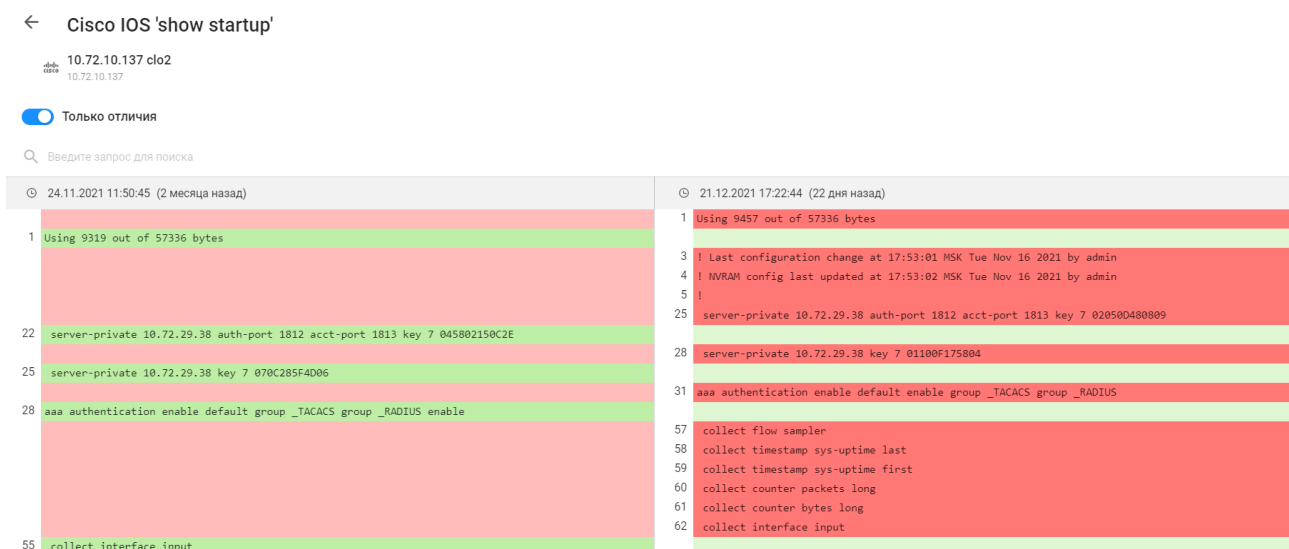 Cisco IOS 'show startup'
10.72.10.137 clo2
10.72.10.137
Только отличия
Введите запрос для поиска
24.11.2021 11:50:45 (2 месяца назад)
21.12.2021 17:22:44 (22 дня назад)
1 Using 9457 out of 57336 bytes
1 Using 9319 out of 57336 bytes
3 ! Last configuration change at 17:53:01 MSK Tue Nov 16 2021 by admin
4 ! NVRAM config last updated at 17:53:02 MSK Tue Nov 16 2021 by admin
5 !
25 server-private 10.72.29.38 auth-port 1812 acct-port 1813 key 7 02050D480809
22 server-private 10.72.29.38 auth-port 1812 acct-port 1813 key 7 045802150C2E
28 server-private 10.72.29.38 key 7 01100F175804
25 server-private 10.72.29.38 key 7 070C285F4D06
31 aaa authentication enable default enable group _TACACS group _RADIUS
28 aaa authentication enable default group _TACACS group _RADIUS enable
57 collect flow sampler
58 collect timestamp sys-uptime last
59 collect timestamp sys-uptime first
60 collect counter packets long
61 collect counter bytes long
62 collect interface input
55 collect interface input